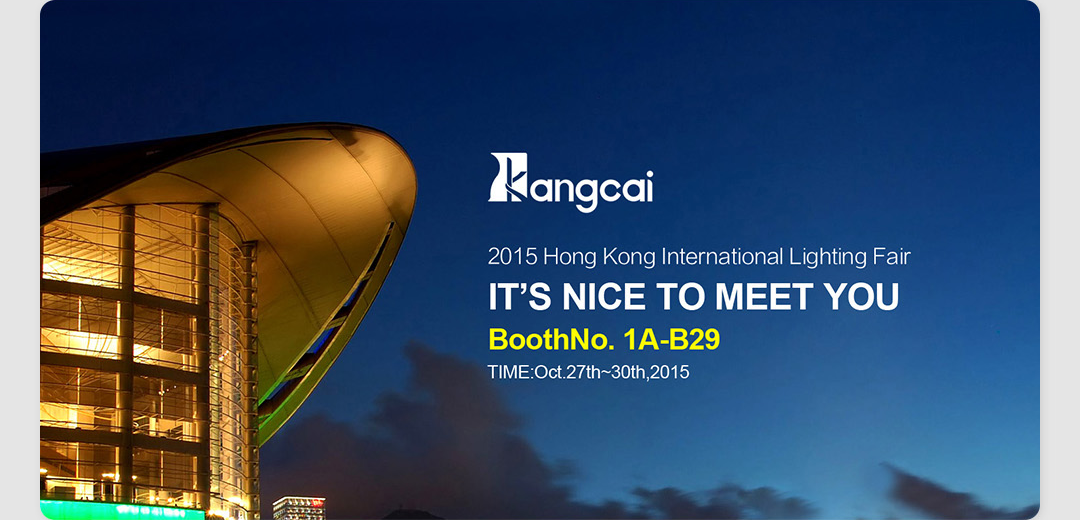 Kangcai
2015 Hong Kong International Lighting Fair
IT'S NICE TO MEET YOU
BoothNo. 1A-B29
TIME:Oct.27th~30th,2015